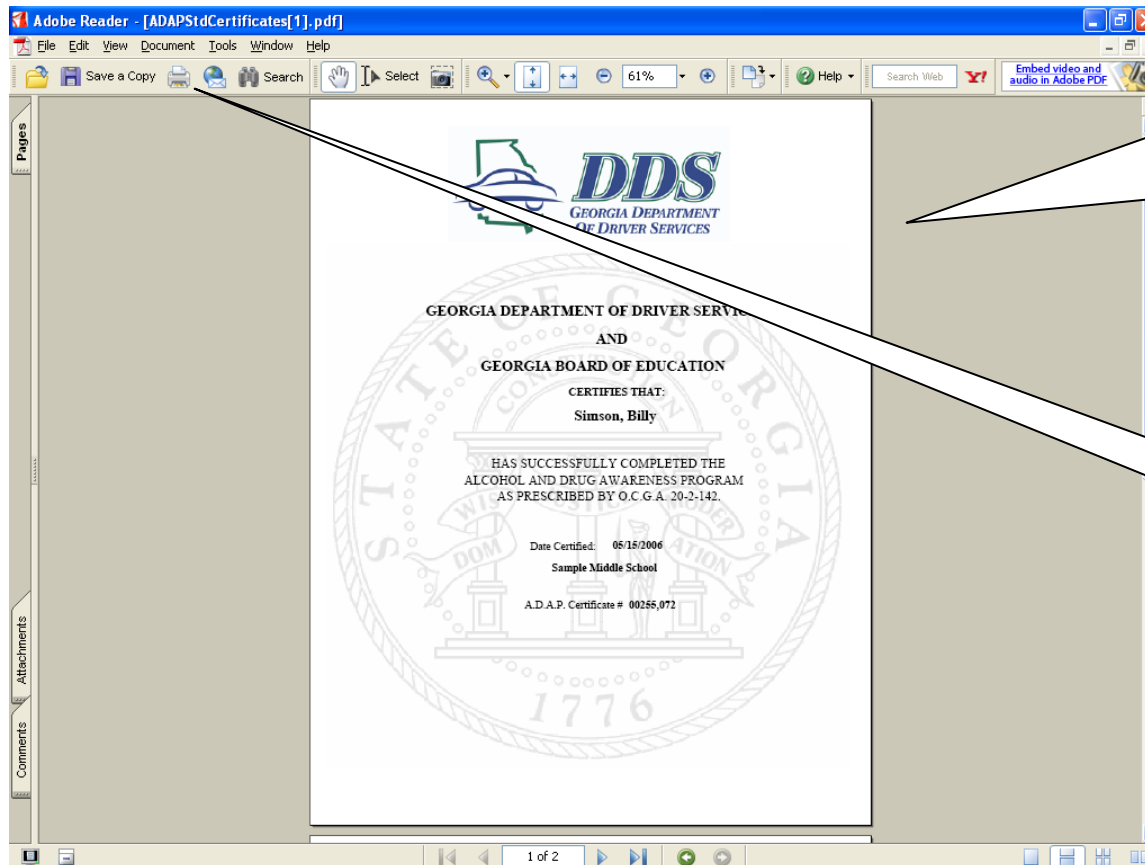 Adobe Reader - [ADAPStdCertificates[1].pdf]
File Edit View Document Tools Window Help
Save a Copy Search Select 61% Help Search Web Y! Embed video and
audio in Adobe PDF
Pages
DDS
GEORGIA DEPARTMENT
OF DRIVER SERVICES
GEORGIA DEPARTMENT OF DRIVER
AND
GEORGIA BOARD OF EDUCATION
CERTIFIES THAT:
Simson, Billy
HAS SUCCESSFULLY COMPLETED THE
ALCOHOL AND DRUG AWARENESS PROGRAM
AS PRESCRIBED BY O.C.G.A. 20-2-142.
Date Certified: 05/15/2006
Sample Middle School
A.D.A.P. Certificate # 00255,072
STATE OF GEORGIA
CONSTITUTION
WISDOM JUSTICE MODERATION
1776
Attachments
Comments
1 of 2